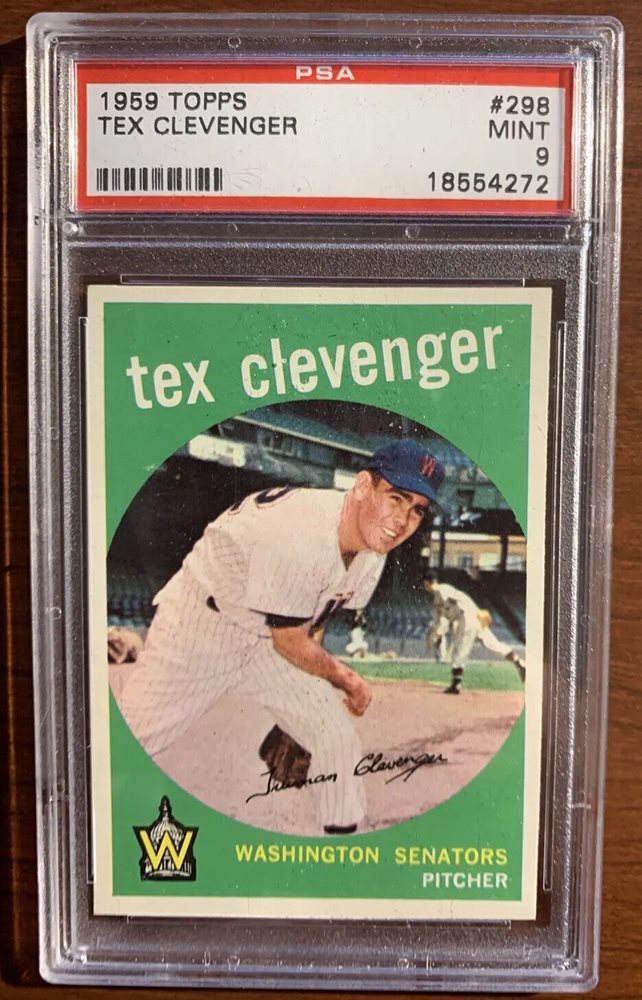 PSA
1959 TOPPS #298
TEX CLEVENGER MINT
9
18554272
tex clevenger
W
Truman Clevenger
W
WASHINGTON SENATORS
PITCHER